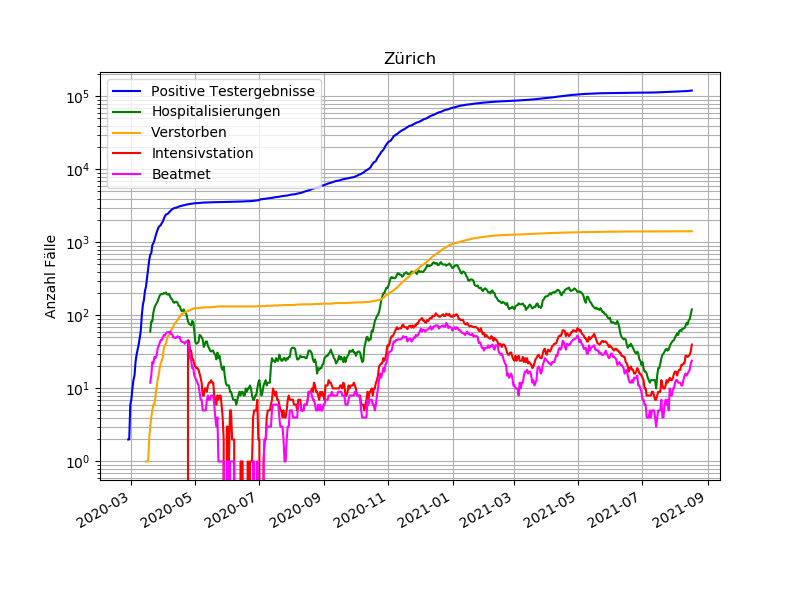 Zürich
Positive Testergebnisse
Hospitalisierungen
Verstorben
Intensivstation
Beatmet
Anzahl Fälle
10^5
10^4
10^3
10^2
10^1
10^0
2020-03 2020-05 2020-07 2020-09 2020-11 2021-01 2021-03 2021-05 2021-07 2021-09